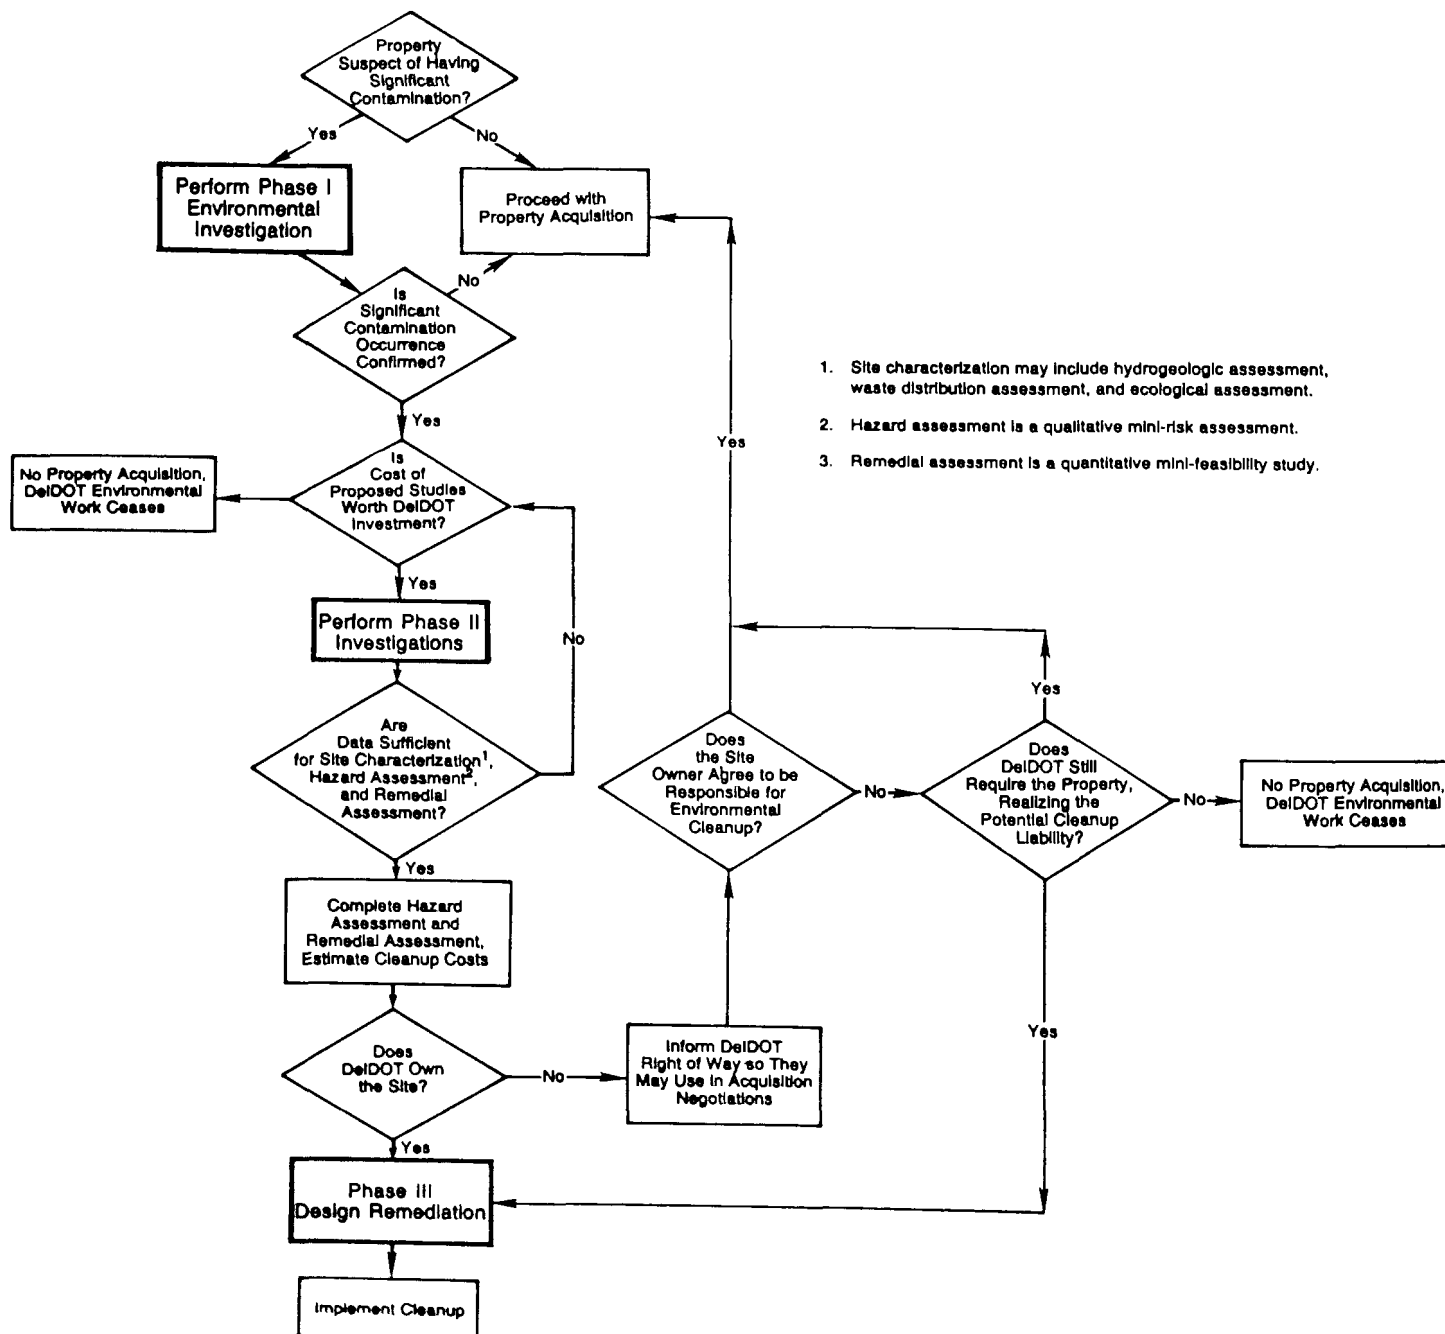 Property
Suspect of Having
Significant
Contamination?
Yes
No
Perform Phase I
Environmental
Investigation
Proceed with
Property Acquisition
No
Is
Significant
Contamination
Occurrence
Confirmed?
1. Site characterization may include hydrogeologic assessment,
waste distribution assessment, and ecological assessment.
2. Hazard assessment is a qualitative mini-risk assessment.
3. Remedial assessment is a quantitative mini-feasibility study.
Yes
Yes
Is
Cost of
Proposed Studies
Worth DelDOT
Investment?
No Property Acquisition,
DelDOT Environmental
Work Ceases
Yes
Perform Phase II
Investigations
No
Are
Data Sufficient
for Site Characterization1,
Hazard Assessment2,
and Remedial
Assessment?
Yes
Does
the Site
Owner Agree to be
Responsible for
Environmental
Cleanup?
No
Does
DelDOT Still
Require the Property,
Realizing the
Potential Cleanup
Liability?
No
No Property Acquisition,
DelDOT Environmental
Work Ceases
Yes
Complete Hazard
Assessment and
Remedial Assessment,
Estimate Cleanup Costs
Does
DelDOT Own
the Site?
No
Inform DelDOT
Right of Way so They
May Use in Acquisition
Negotiations
Yes
Yes
Phase III
Design Remediation
Implement Cleanup